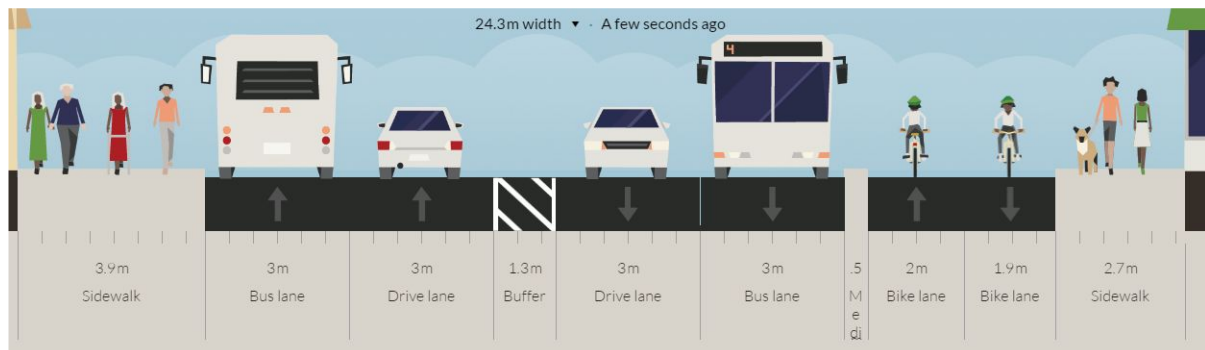 24.3m width ▾ · A few seconds ago
4
3.9m
Sidewalk
3m
Bus lane
3m
Drive lane
1.3m
Buffer
3m
Drive lane
3m
Bus lane
.5
M
e
di
2m
Bike lane
1.9m
Bike lane
2.7m
Sidewalk